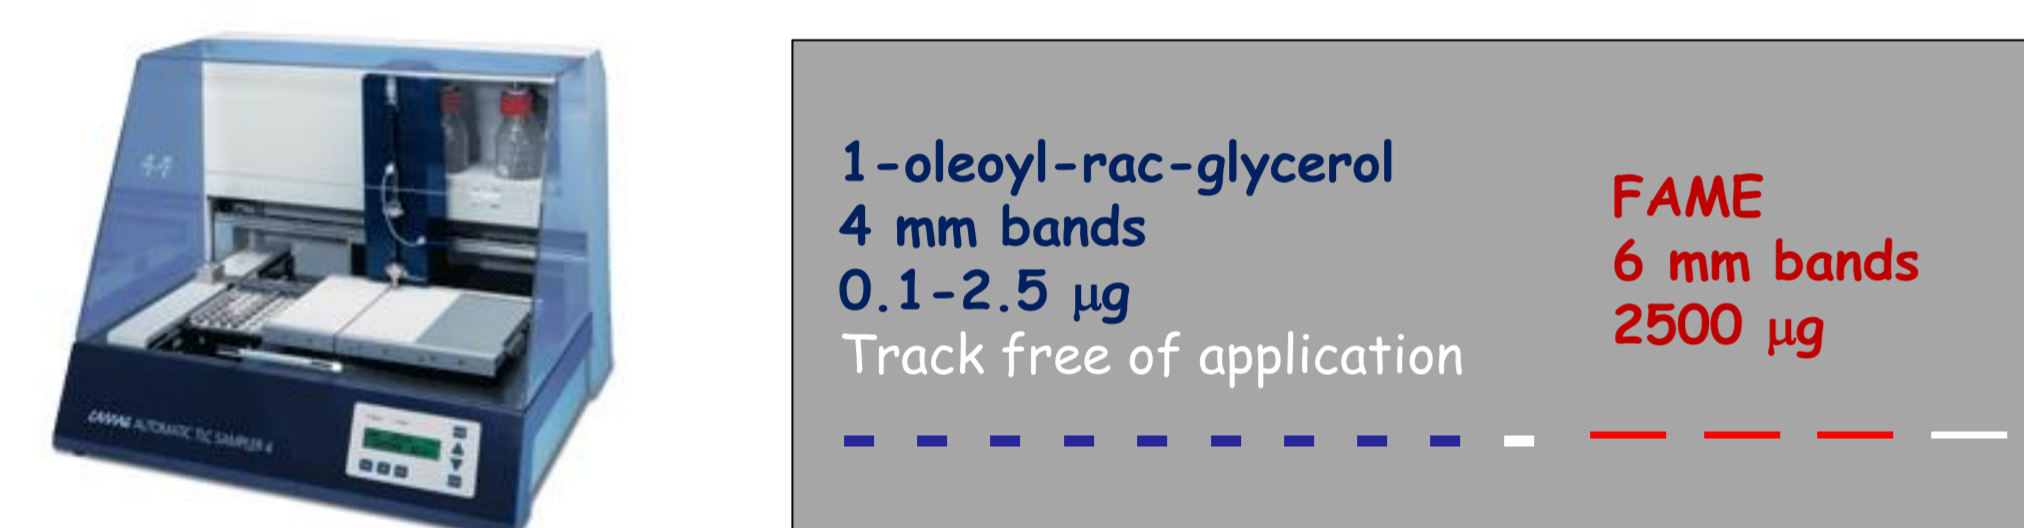 CAMAG AUTOMATIC TLC SAMPLER 4
1-oleoyl-rac-glycerol
4 mm bands
0.1-2.5 µg
Track free of application
FAME
6 mm bands
2500 µg